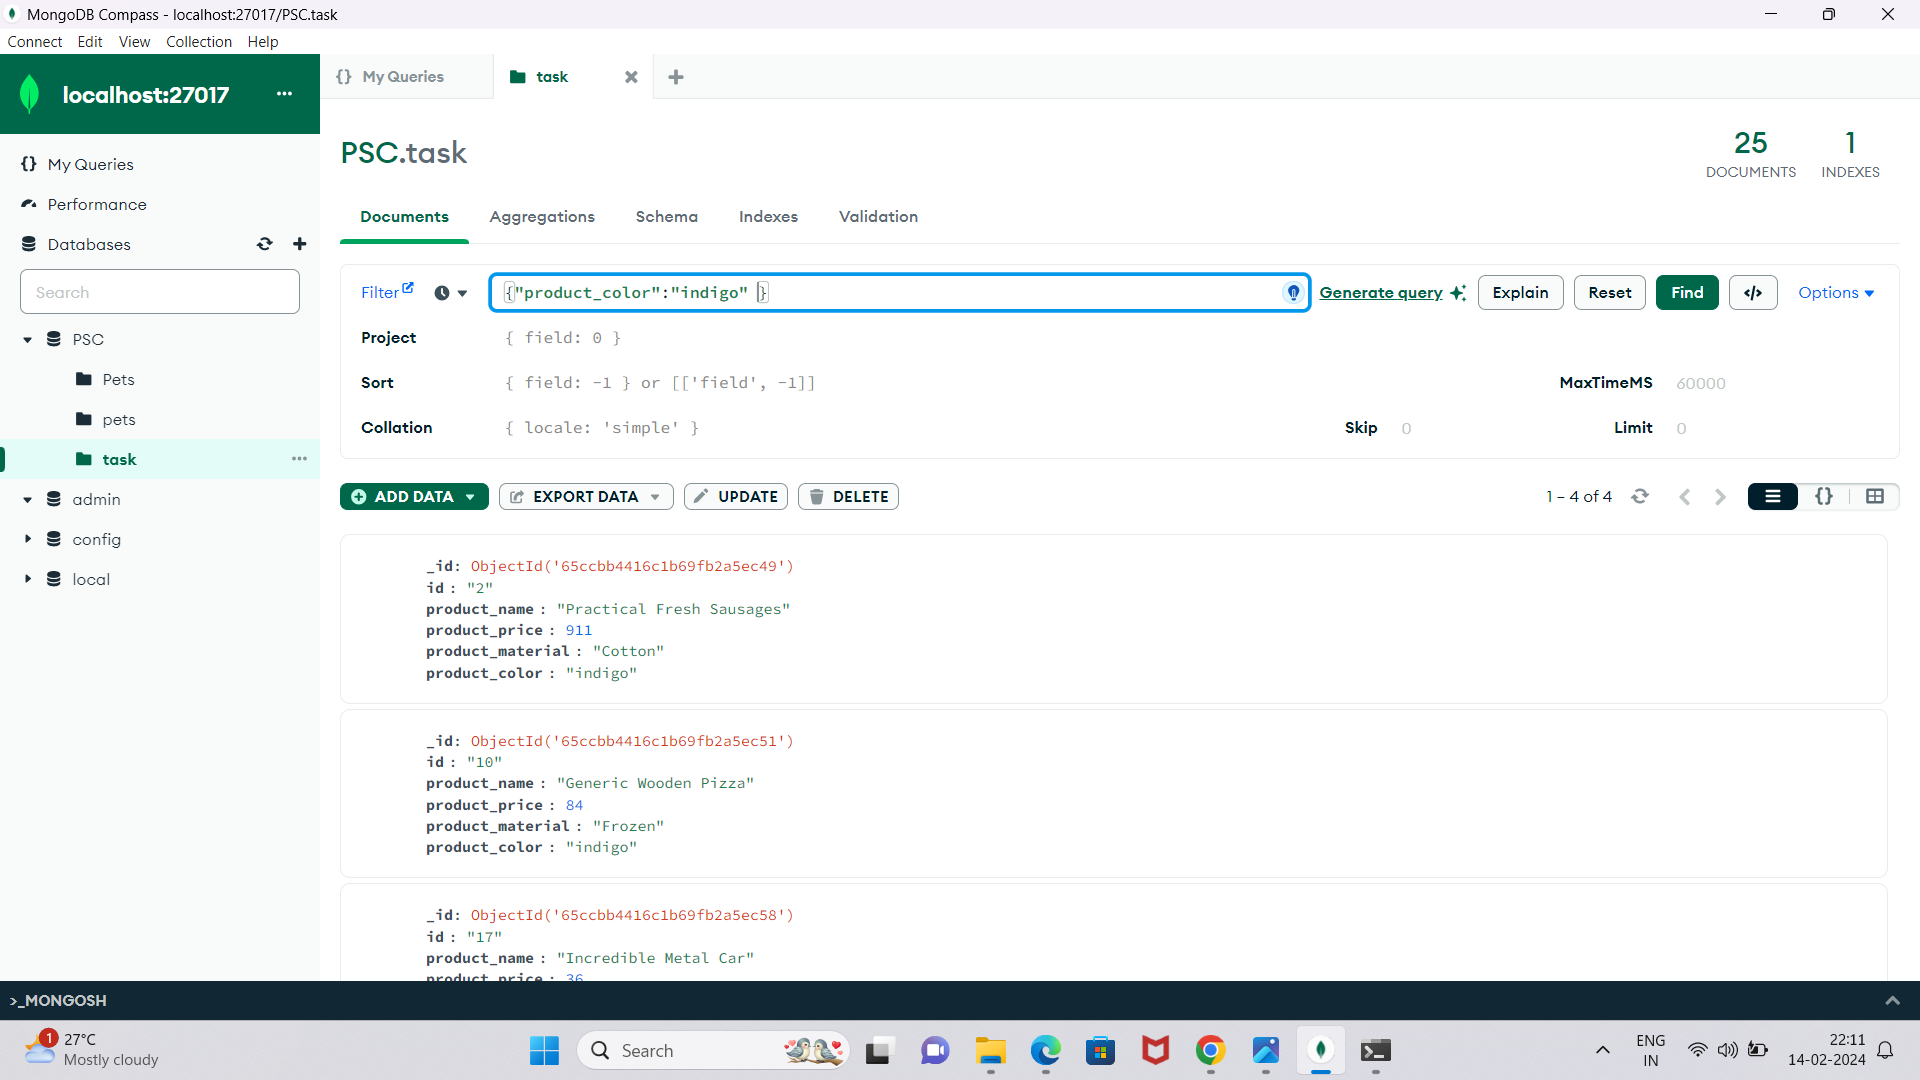 MongoDB Compass - localhost:27017/PSC.task
Connect Edit View Collection Help
localhost:27017 ...
{} My Queries
task
My Queries
Performance
Databases
Search
PSC
Pets
pets
task
admin
config
local
PSC.task
25
DOCUMENTS
1
INDEXES
Documents Aggregations Schema Indexes Validation
Filter
{"product_color":"indigo" }
Generate query
Explain
Reset
Find
</>
Options
Project { field: 0 }
Sort { field: -1 } or [['field', -1]]
MaxTimeMS 60000
Collation { locale: 'simple' }
Skip 0
Limit 0
ADD DATA
EXPORT DATA
UPDATE
DELETE
1 – 4 of 4
{}
_id: ObjectId('65ccbb4416c1b69fb2a5ec49')
id : "2"
product_name : "Practical Fresh Sausages"
product_price : 911
product_material : "Cotton"
product_color : "indigo"
_id: ObjectId('65ccbb4416c1b69fb2a5ec51')
id : "10"
product_name : "Generic Wooden Pizza"
product_price : 84
product_material : "Frozen"
product_color : "indigo"
_id: ObjectId('65ccbb4416c1b69fb2a5ec58')
id : "17"
product_name : "Incredible Metal Car"
product_price : 36
>_MONGOSH
1
27°C
Mostly cloudy
Search
ENG
IN
22:11
14-02-2024